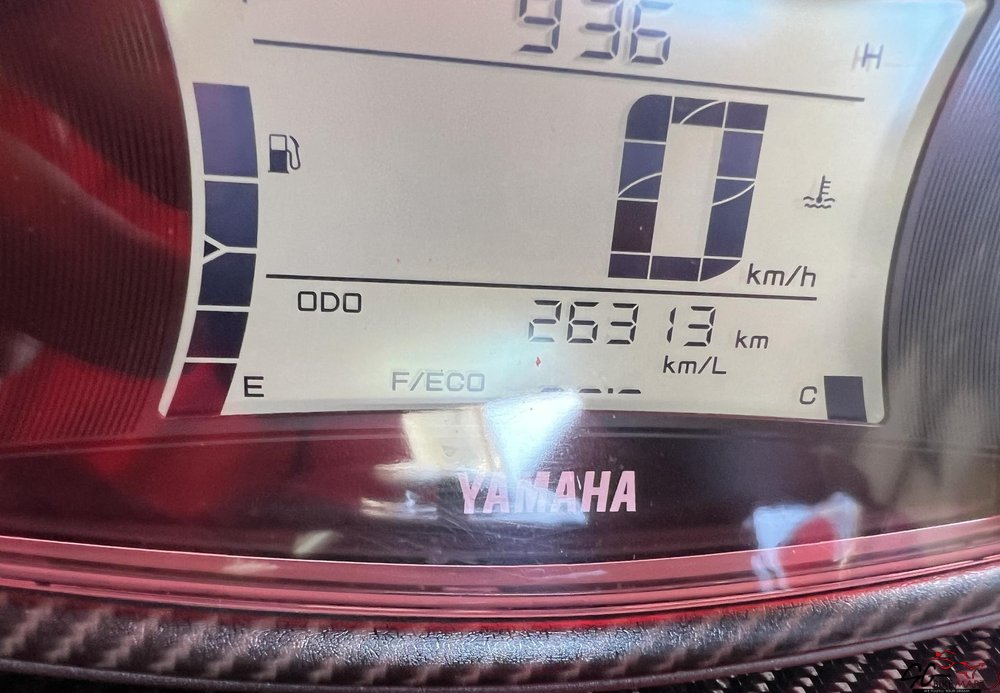 936
H
0
km/h
ODO 26313 km
km/L
E F/ECO C
YAMAHA